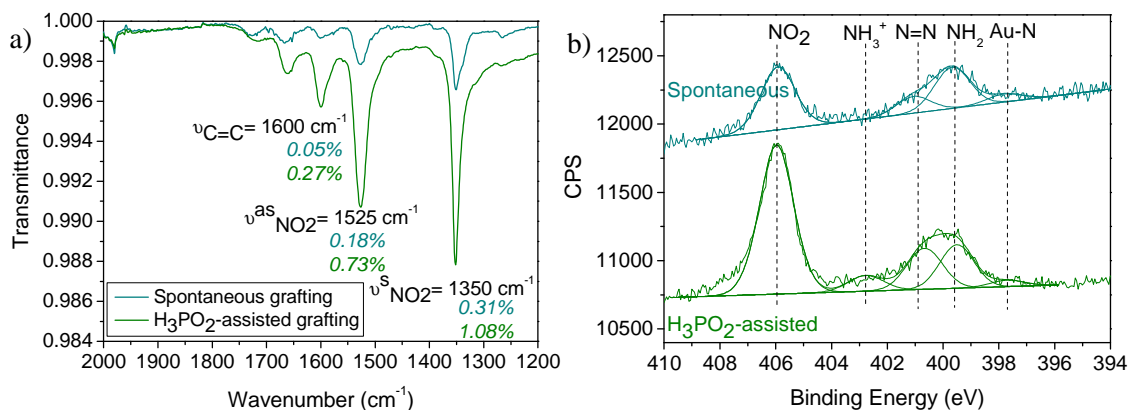 a)
1.000
0.998
0.996
0.994
0.992
0.990
0.988
0.986
0.984
Transmittance
υC=C= 1600 cm-1
0.05%
0.27%
υasNO2= 1525 cm-1
0.18%
0.73%
υsNO2= 1350 cm-1
0.31%
1.08%
Spontaneous grafting
H3PO2-assisted grafting
2000 1900 1800 1700 1600 1500 1400 1300 1200
Wavenumber (cm-1)
b)
NO2 NH3+ N=N NH2 Au-N
12500
12000
11500
11000
10500
CPS
Spontaneous
H3PO2-assisted
410 408 406 404 402 400 398 396 394
Binding Energy (eV)